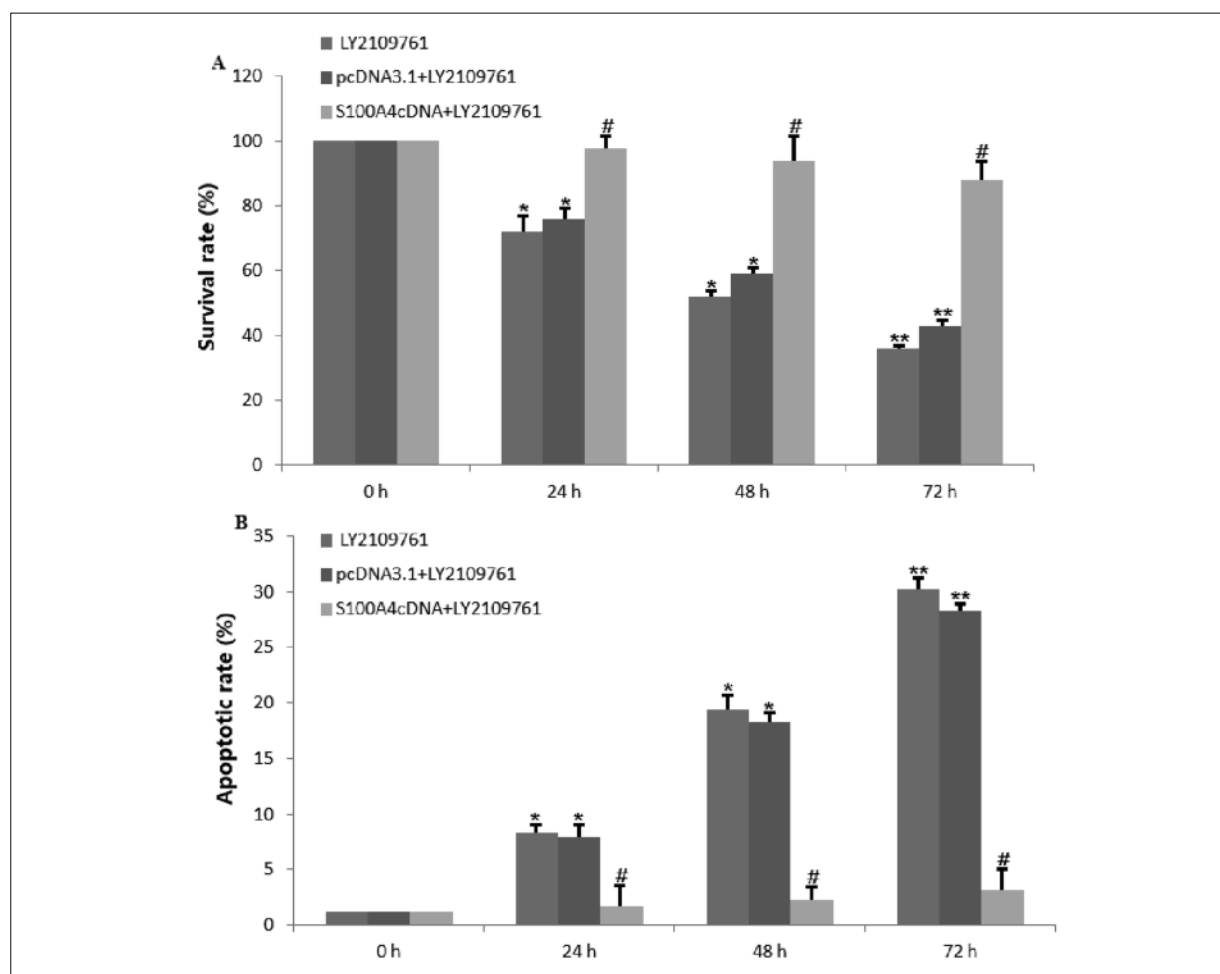 A
LY2109761
pcDNA3.1+LY2109761
S100A4cDNA+LY2109761
Survival rate (%)
120
100
80
60
40
20
0
* * #
* * #
** ** #
0 h 24 h 48 h 72 h
B
LY2109761
pcDNA3.1+LY2109761
S100A4cDNA+LY2109761
Apoptotic rate (%)
35
30
25
20
15
10
5
0
* * #
* * #
** ** #
0 h 24 h 48 h 72 h